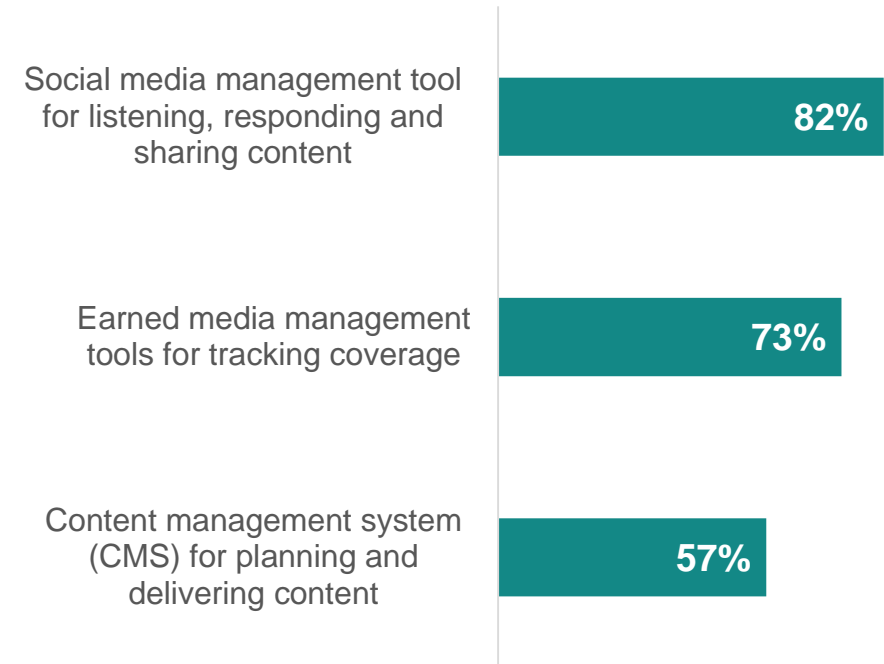 Social media management tool
for listening, responding and
sharing content
82%
Earned media management
tools for tracking coverage
73%
Content management system
(CMS) for planning and
delivering content
57%